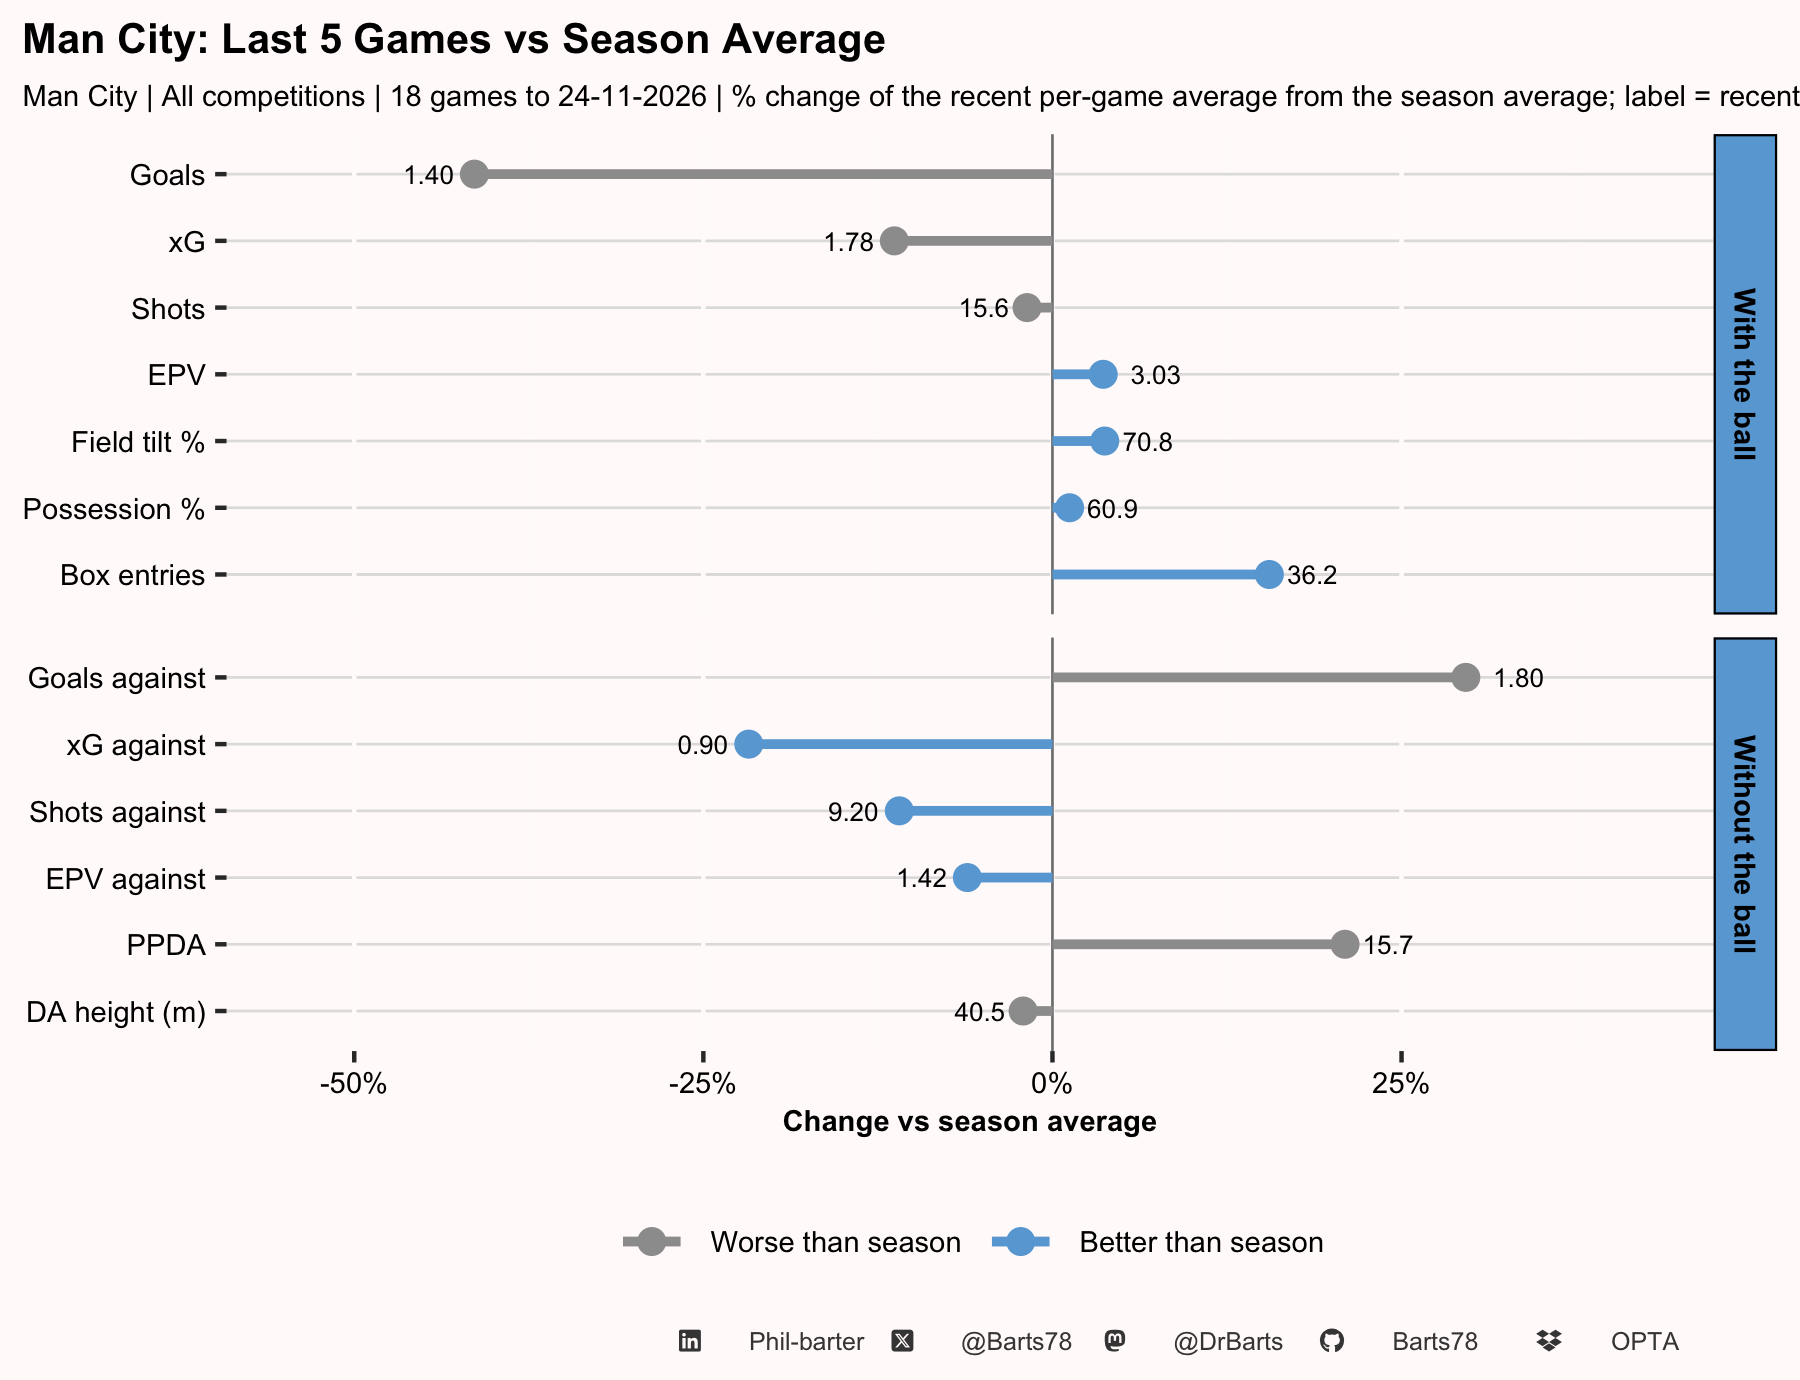 Man City: Last 5 Games vs Season Average
Man City | All competitions | 18 games to 24-11-2026 | % change of the recent per-game average from the season average; label = recent
Goals
1.40
xG
1.78
Shots
15.6
EPV
3.03
Field tilt %
70.8
Possession %
60.9
Box entries
36.2
With the ball
Goals against
1.80
xG against
0.90
Shots against
9.20
EPV against
1.42
PPDA
15.7
DA height (m)
40.5
Without the ball
-50% -25% 0% 25%
Change vs season average
Worse than season Better than season
Phil-barter @Barts78 @DrBarts Barts78 OPTA